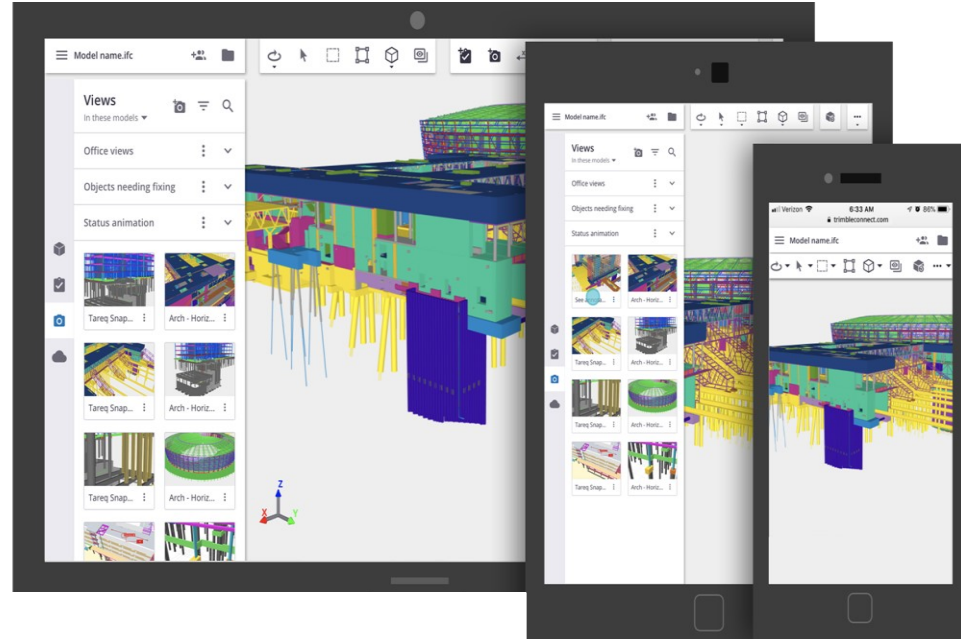 Model name.ifc
Views
In these models
Office views
Objects needing fixing
Status animation
Tareq Snap...
Arch - Horiz...
Tareq Snap...
Arch - Horiz...
Tareq Snap...
Arch - Horiz...
Z
X
Y
Model name.ifc
Views
In these models
Office views
Objects needing fixing
Status animation
Arch - Horiz...
Tareq Snap...
Arch - Horiz...
Tareq Snap...
Arch - Horiz...
Tareq Snap...
Arch - Horiz...
Verizon
6:33 AM
86%
trimbleconnect.com
Model name.ifc